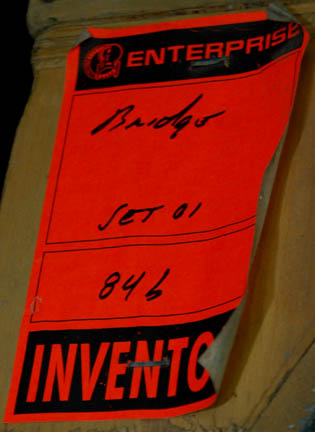 ENTERPRISE
Bridge
SET 01
846
INVENTO